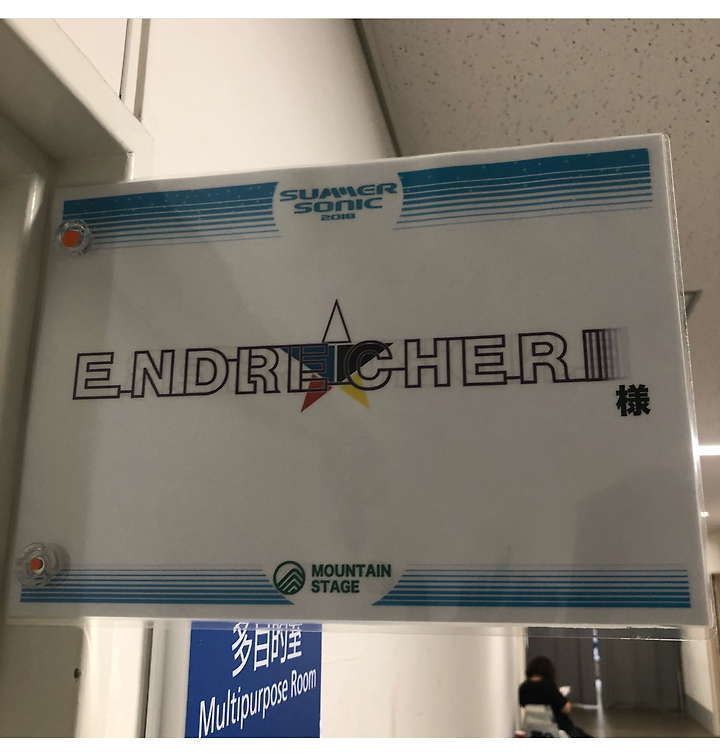 SUMMER
SONIC
2018
ENDRECHERI
様
MOUNTAIN
STAGE
多目的室
Multipurpose Room